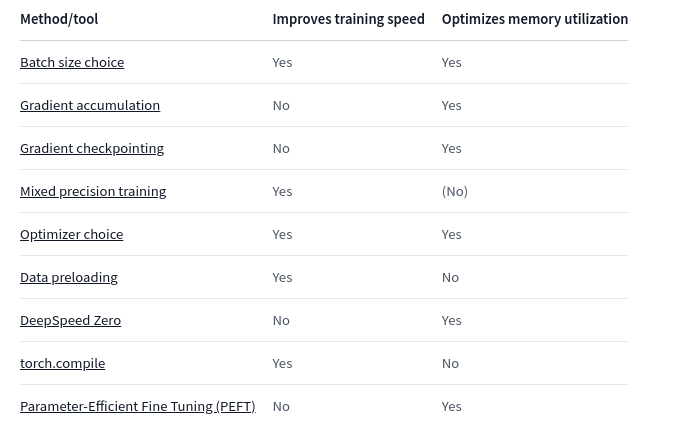 Method/tool Improves training speed Optimizes memory utilization
Batch size choice Yes Yes
Gradient accumulation No Yes
Gradient checkpointing No Yes
Mixed precision training Yes (No)
Optimizer choice Yes Yes
Data preloading Yes No
DeepSpeed Zero No Yes
torch.compile Yes No
Parameter-Efficient Fine Tuning (PEFT) No Yes